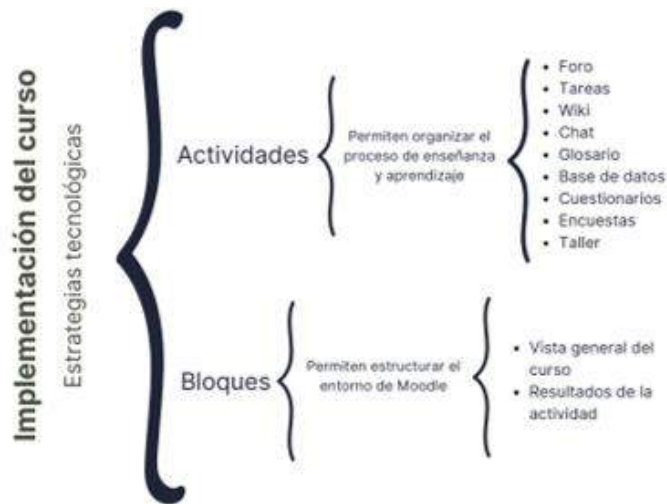 Implementación del curso
Estrategias tecnológicas
Actividades
Permiten organizar el
proceso de enseñanza
y aprendizaje
Foro
Tareas
Wiki
Chat
Glosario
Base de datos
Cuestionarios
Encuestas
Taller
Bloques
Permiten estructurar el
entorno de Moodle
Vista general del
curso
Resultados de la
actividad